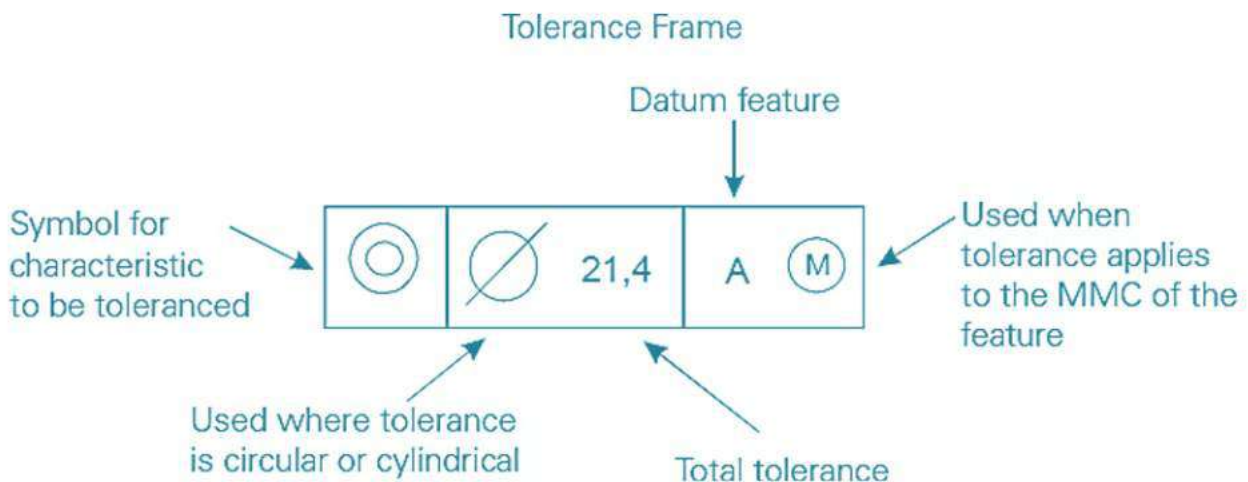 Tolerance Frame
Datum feature
Symbol for
characteristic
to be toleranced
21,4
A
M
Used when
tolerance applies
to the MMC of the
feature
Used where tolerance
is circular or cylindrical
Total tolerance